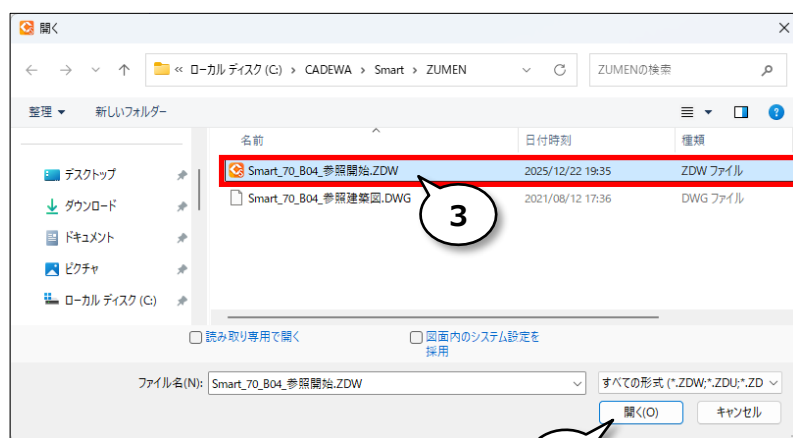 開く
« ローカル ディスク (C:) › CADEWA › Smart › ZUMEN
ZUMENの検索
整理 新しいフォルダー
名前 日付時刻 種類
Smart_70_B04_参照開始.ZDW 2025/12/22 19:35 ZDW ファイル
Smart_70_B04_参照建築図.DWG 2021/08/12 17:36 DWG ファイル
3
デスクトップ
ダウンロード
ドキュメント
ピクチャ
ローカル ディスク (C:)
読み取り専用で開く 図面内のシステム設定を
採用
ファイル名(N): Smart_70_B04_参照開始.ZDW すべての形式 (*.ZDW;*.ZDU;*.ZD
開く(O) キャンセル